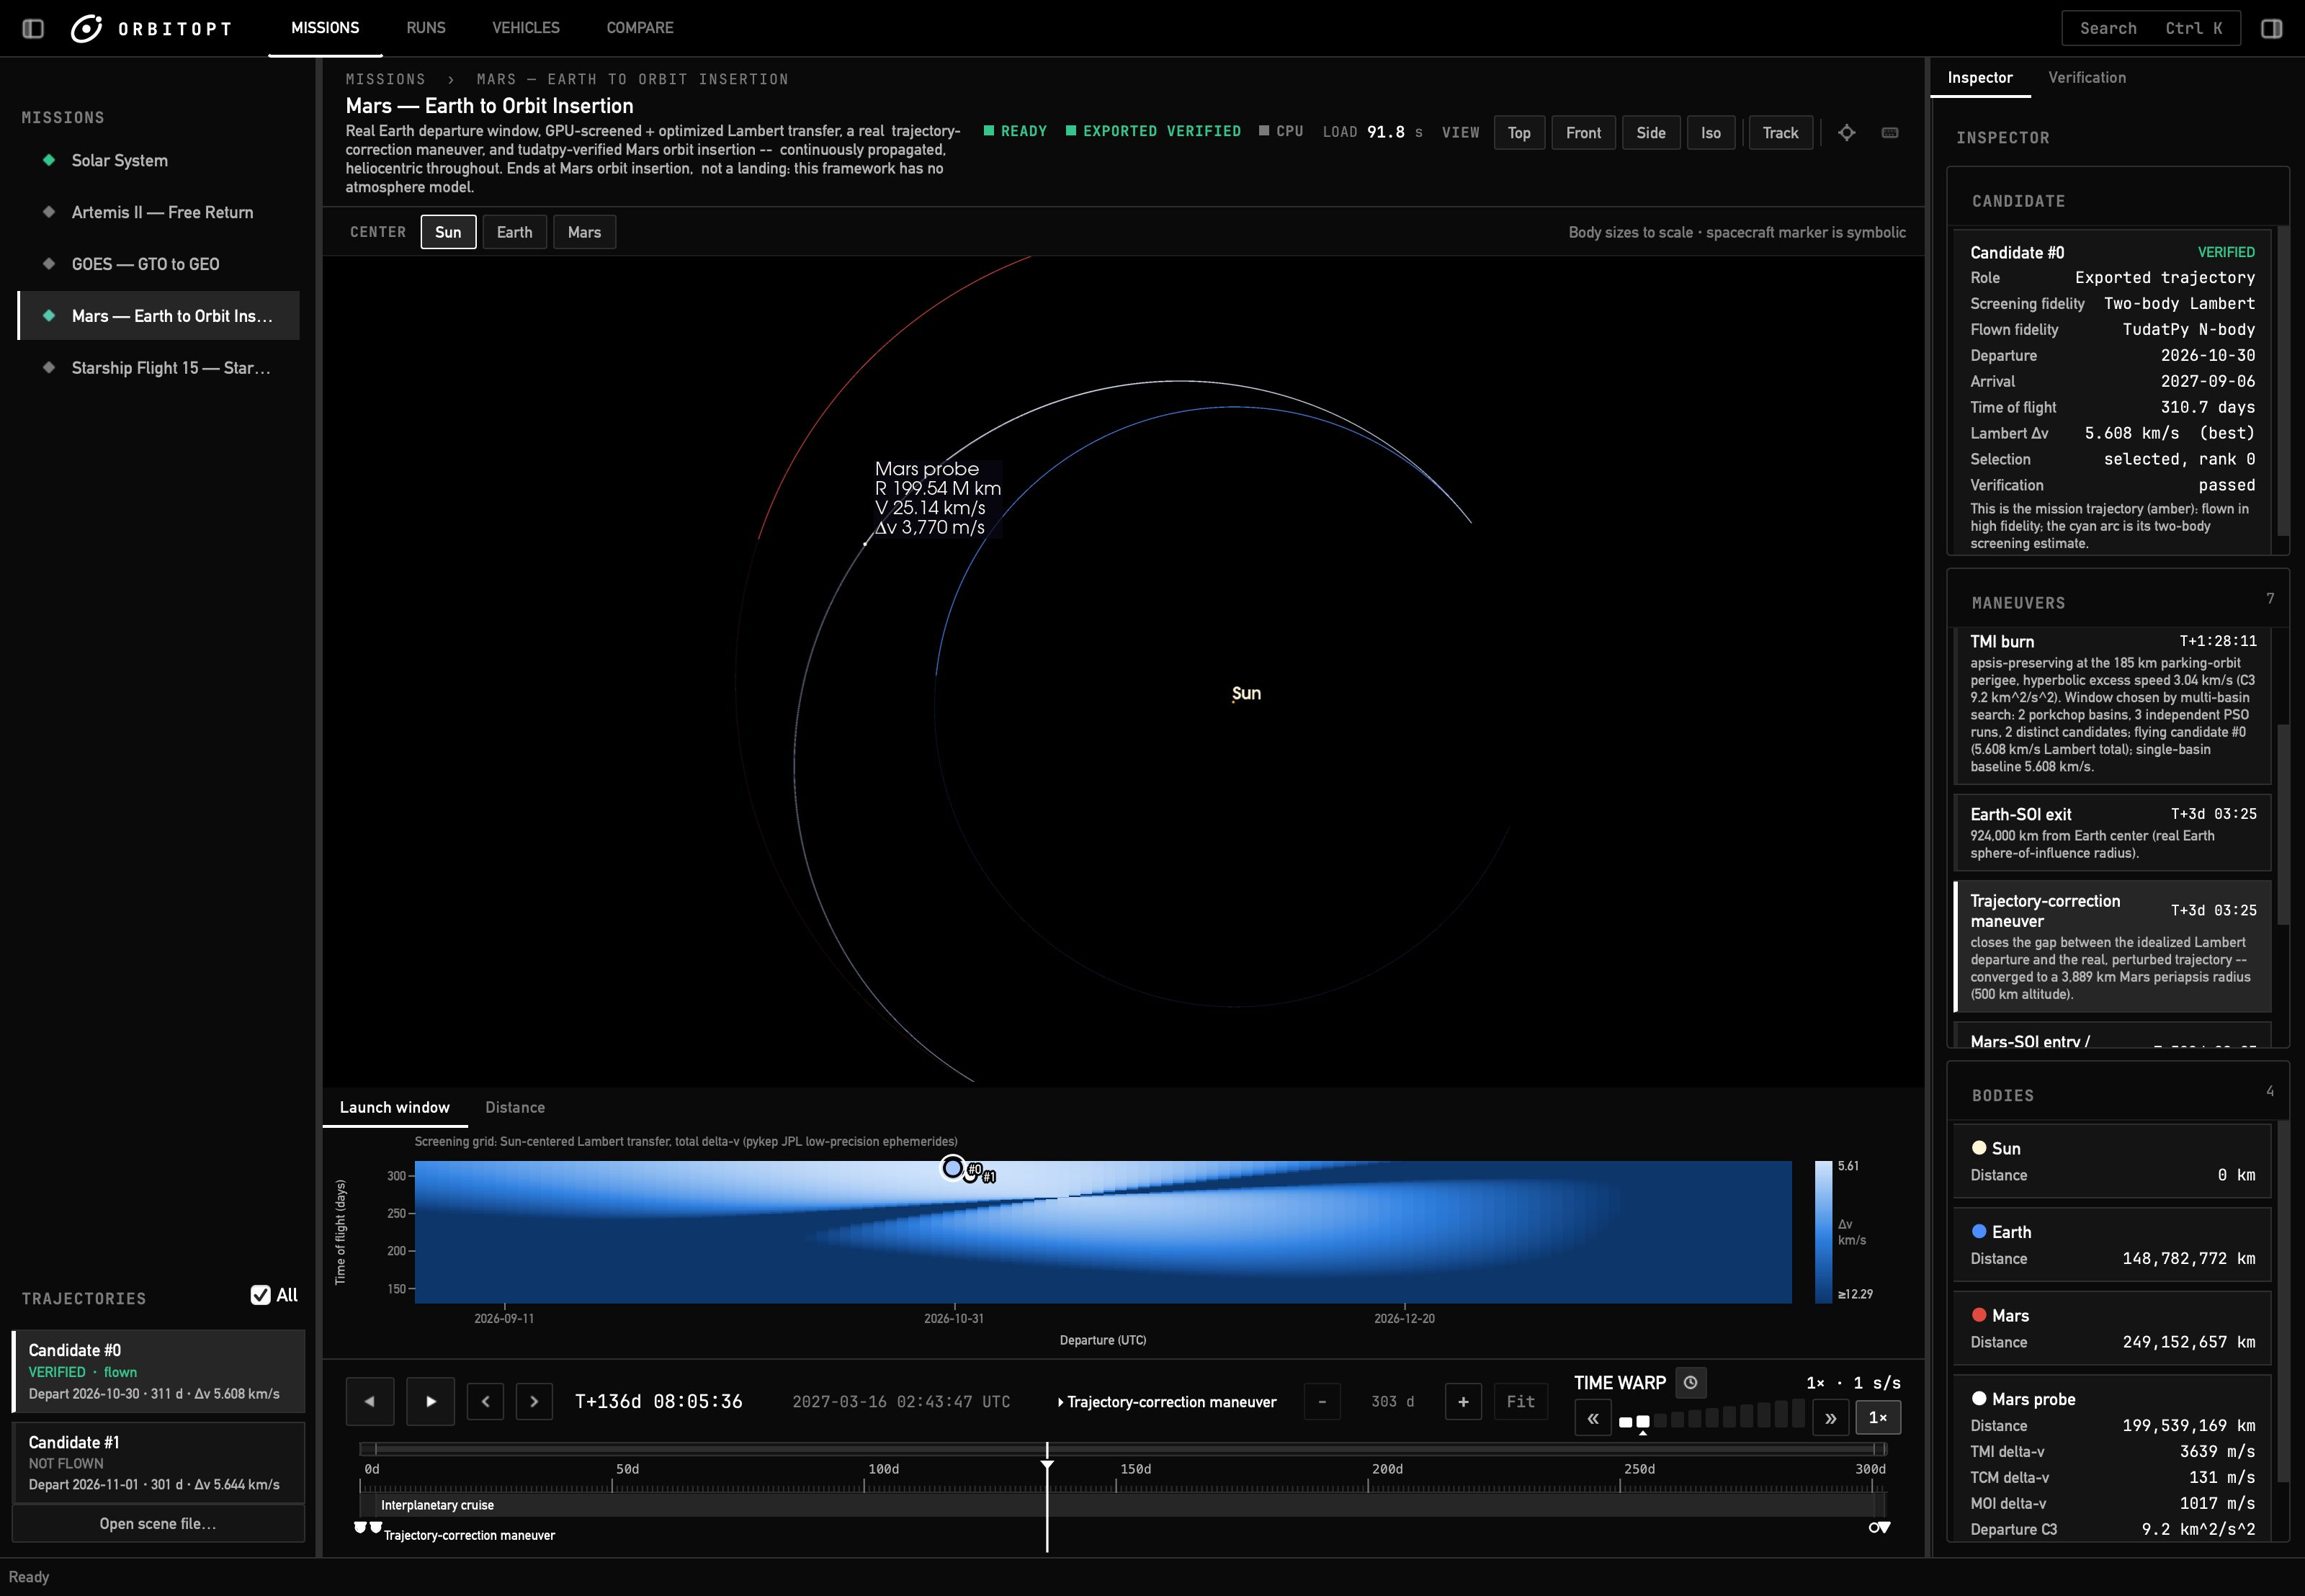 ORBITOPT
MISSIONS
RUNS
VEHICLES
COMPARE
Search Ctrl K
MISSIONS
Solar System
Artemis II — Free Return
GOES — GTO to GEO
Mars — Earth to Orbit Ins…
Starship Flight 15 — Star…
TRAJECTORIES
All
Candidate #0
VERIFIED · flown
Depart 2026-10-30 · 311 d · Δv 5.608 km/s
Candidate #1
NOT FLOWN
Depart 2026-11-01 · 301 d · Δv 5.644 km/s
Open scene file…
Ready
MISSIONS › MARS — EARTH TO ORBIT INSERTION
Mars — Earth to Orbit Insertion
Real Earth departure window, GPU-screened + optimized Lambert transfer, a real trajectory-
correction maneuver, and tudatpy-verified Mars orbit insertion -- continuously propagated,
heliocentric throughout. Ends at Mars orbit insertion, not a landing: this framework has no
atmosphere model.
READY
EXPORTED VERIFIED
CPU
LOAD 91.8 s
VIEW
Top
Front
Side
Iso
Track
CENTER
Sun
Earth
Mars
Body sizes to scale · spacecraft marker is symbolic
Mars probe
R 199.54 M km
V 25.14 km/s
Δv 3,770 m/s
Sun
Launch window
Distance
Screening grid: Sun-centered Lambert transfer, total delta-v (pykep JPL low-precision ephemerides)
Time of flight (days)
300
250
200
150
#0
#1
2026-09-11
2026-10-31
2026-12-20
Departure (UTC)
5.61
Δv
km/s
≥12.29
T+136d 08:05:36
2027-03-16 02:43:47 UTC
Trajectory-correction maneuver
-
303 d
+
Fit
TIME WARP
1× · 1 s/s
«
»
1×
0d
50d
100d
150d
200d
250d
300d
Interplanetary cruise
Trajectory-correction maneuver
Inspector
Verification
INSPECTOR
CANDIDATE
Candidate #0 VERIFIED
Role Exported trajectory
Screening fidelity Two-body Lambert
Flown fidelity TudatPy N-body
Departure 2026-10-30
Arrival 2027-09-06
Time of flight 310.7 days
Lambert Δv 5.608 km/s (best)
Selection selected, rank 0
Verification passed
This is the mission trajectory (amber): flown in
high fidelity; the cyan arc is its two-body
screening estimate.
MANEUVERS 7
TMI burn T+1:28:11
apsis-preserving at the 185 km parking-orbit
perigee, hyperbolic excess speed 3.04 km/s (C3
9.2 km^2/s^2). Window chosen by multi-basin
search: 2 porkchop basins, 3 independent PSO
runs, 2 distinct candidates; flying candidate #0
(5.608 km/s Lambert total); single-basin
baseline 5.608 km/s.
Earth-SOI exit T+3d 03:25
924,000 km from Earth center (real Earth
sphere-of-influence radius).
Trajectory-correction
maneuver T+3d 03:25
closes the gap between the idealized Lambert
departure and the real, perturbed trajectory --
converged to a 3,889 km Mars periapsis radius
(500 km altitude).
Mars-SOI entry /
BODIES 4
Sun
Distance 0 km
Earth
Distance 148,782,772 km
Mars
Distance 249,152,657 km
Mars probe
Distance 199,539,169 km
TMI delta-v 3639 m/s
TCM delta-v 131 m/s
MOI delta-v 1017 m/s
Departure C3 9.2 km^2/s^2